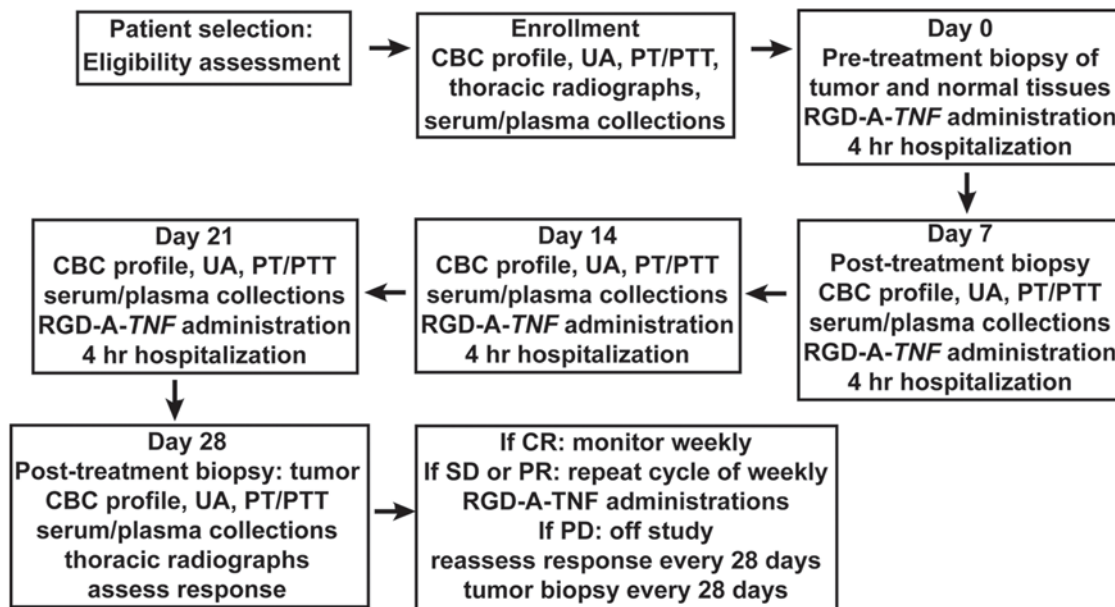 Patient selection:
Eligibility assessment
Enrollment
CBC profile, UA, PT/PTT,
thoracic radiographs,
serum/plasma collections
Day 0
Pre-treatment biopsy of
tumor and normal tissues
RGD-A-TNF administration
4 hr hospitalization
Day 7
Post-treatment biopsy
CBC profile, UA, PT/PTT
serum/plasma collections
RGD-A-TNF administration
4 hr hospitalization
Day 14
CBC profile, UA, PT/PTT
serum/plasma collections
RGD-A-TNF administration
4 hr hospitalization
Day 21
CBC profile, UA, PT/PTT
serum/plasma collections
RGD-A-TNF administration
4 hr hospitalization
Day 28
Post-treatment biopsy: tumor
CBC profile, UA, PT/PTT
serum/plasma collections
thoracic radiographs
assess response
If CR: monitor weekly
If SD or PR: repeat cycle of weekly
RGD-A-TNF administrations
If PD: off study
reassess response every 28 days
tumor biopsy every 28 days